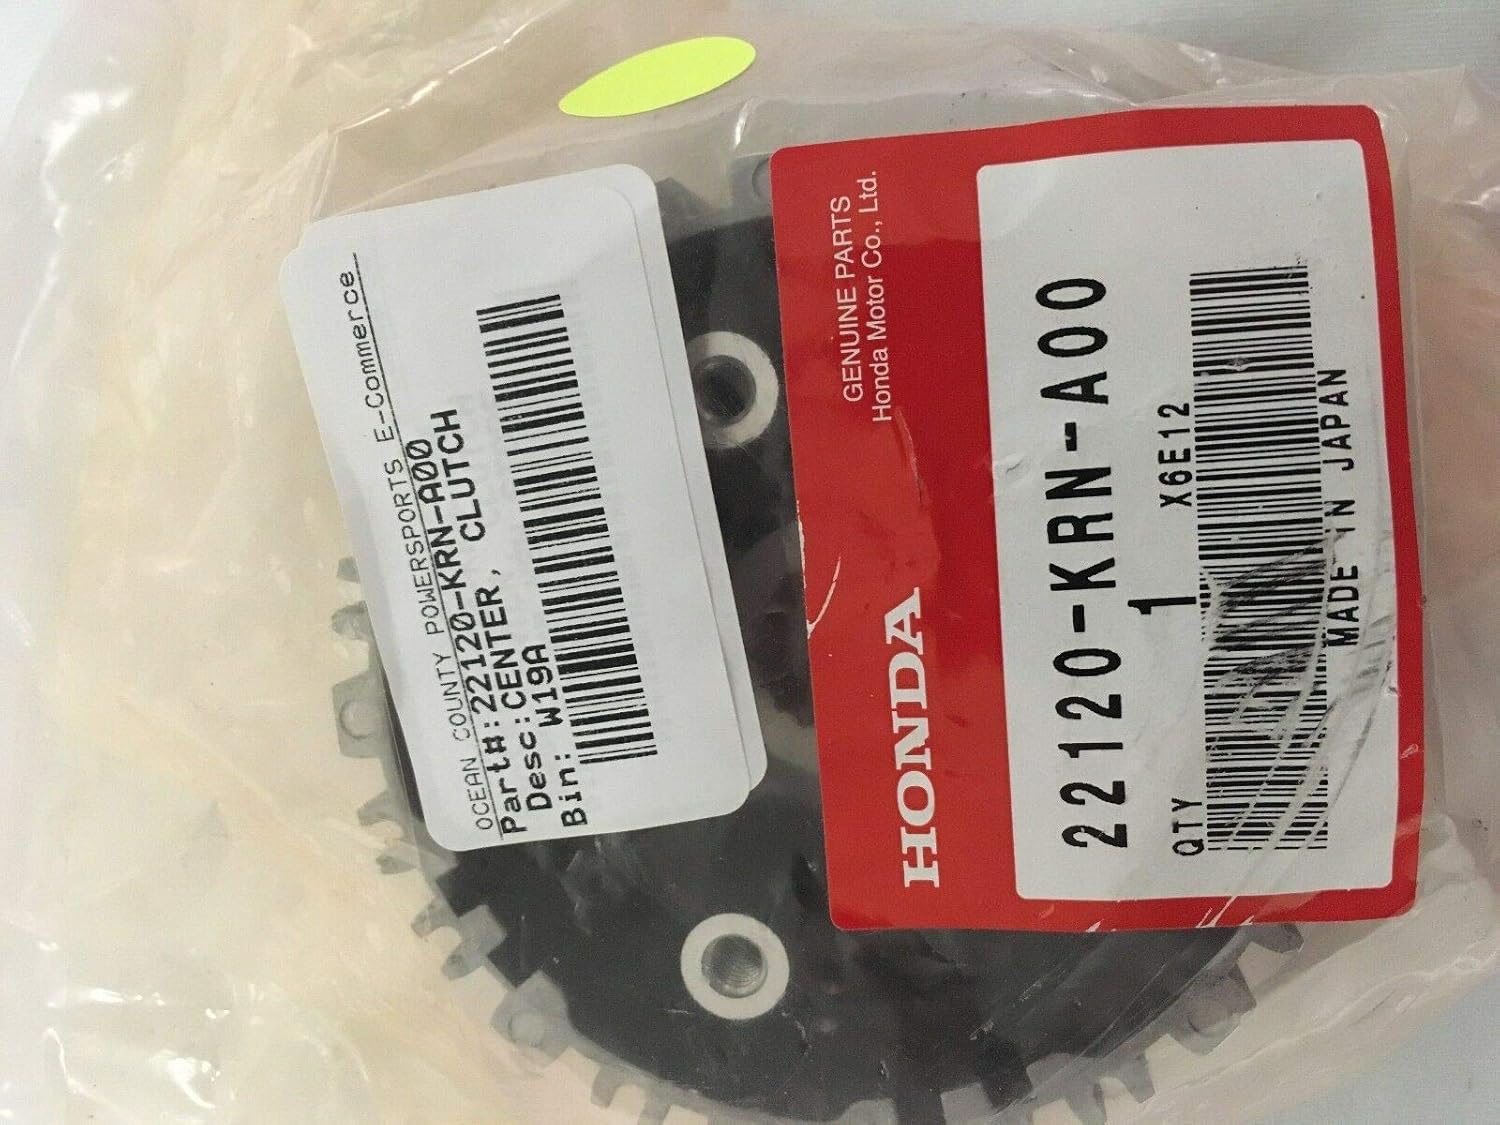 OCEAN COUNTY POWERSPORTS E-Commerce
Part#:22120-KRN-A00
Desc:CENTER, CLUTCH
Bin: W19A
GENUINE PARTS
Honda Motor Co., Ltd.
HONDA
22120-KRN-A00
QTY 1 X6E12
MADE IN JAPAN